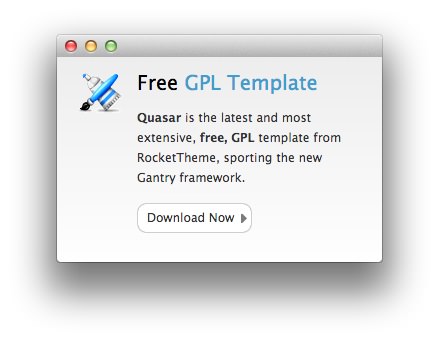 Free GPL Template
Quasar is the latest and most
extensive, free, GPL template from
RocketTheme, sporting the new
Gantry framework.
Download Now